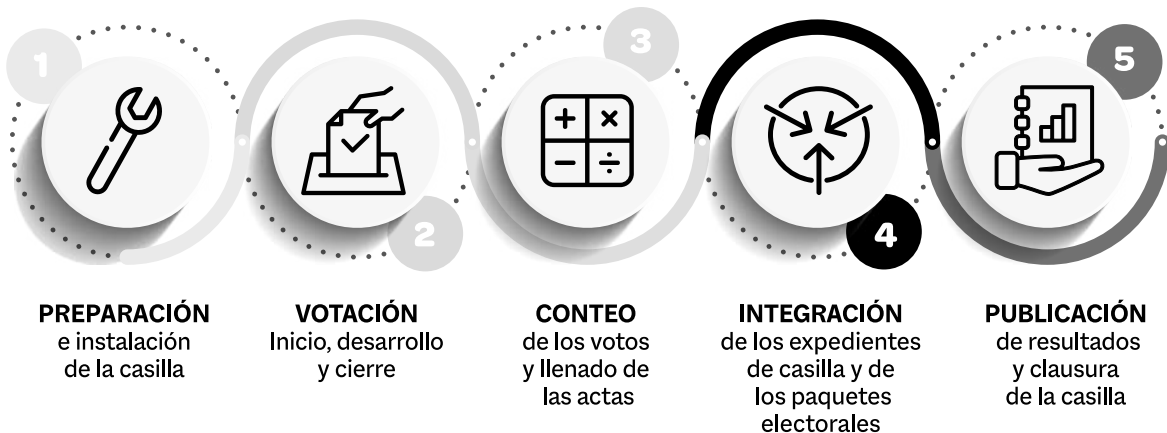 1
PREPARACIÓN
e instalación
de la casilla
2
VOTACIÓN
Inicio, desarrollo
y cierre
3
CONTEO
de los votos
y llenado de
las actas
4
INTEGRACIÓN
de los expedientes
de casilla y de
los paquetes
electorales
5
PUBLICACIÓN
de resultados
y clausura
de la casilla